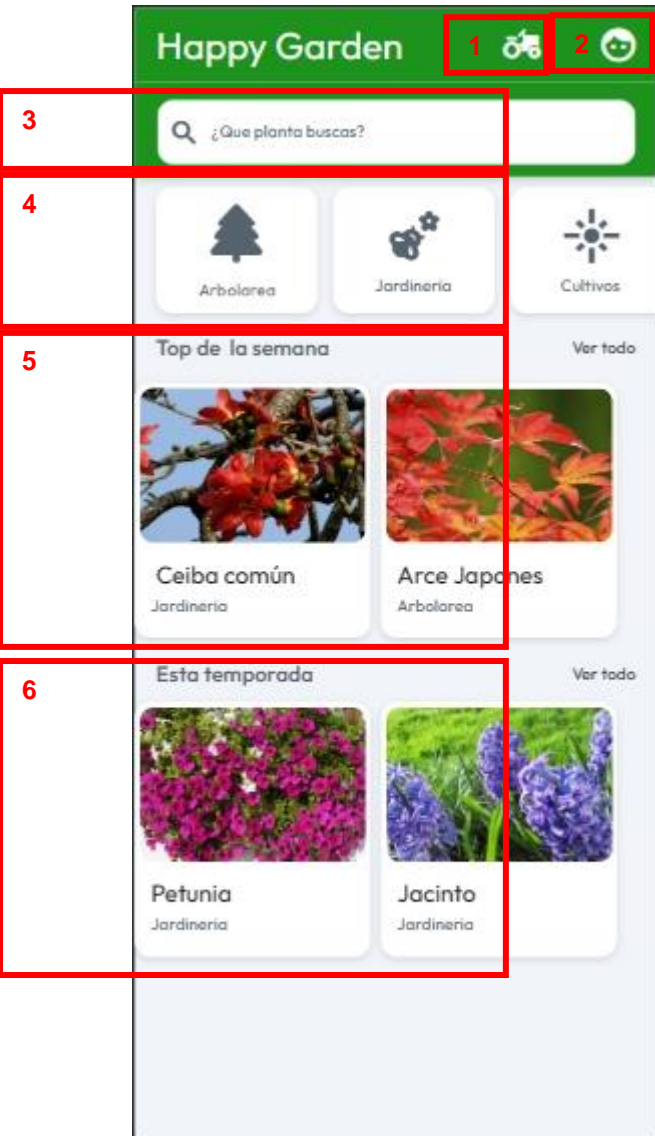 Happy Garden 1 2
3
¿Que planta buscas?
4
Arbolarea Jardineria Cultivos
5
Top de la semana Ver todo
Ceiba común Arce Japones
Jardineria Arbolarea
6
Esta temporada Ver todo
Petunia Jacinto
Jardineria Jardineria